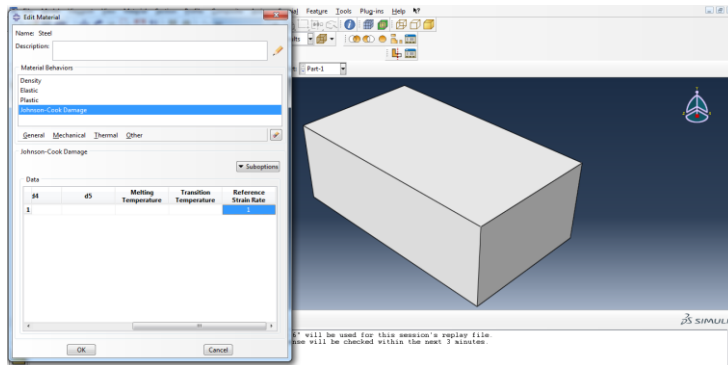 Edit Material
Feature Tools Plug-ins Help
Name: Steel
Description:
Part-1
Material Behaviors
Density
Elastic
Plastic
Johnson-Cook Damage
General Mechanical Thermal Other
Johnson-Cook Damage
Suboptions
Data
d4 d5 Melting Temperature Transition Temperature Reference Strain Rate
1 1
OK Cancel
will be used for this session's replay file.
will be checked within the next 3 minutes.
SIMULI